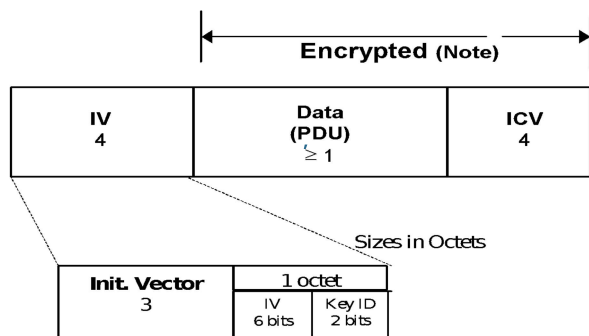 Encrypted (Note)
IV
4
Data
(PDU)
≥ 1
ICV
4
Sizes in Octets
Init. Vector
3
1 octet
IV
6 bits
Key ID
2 bits